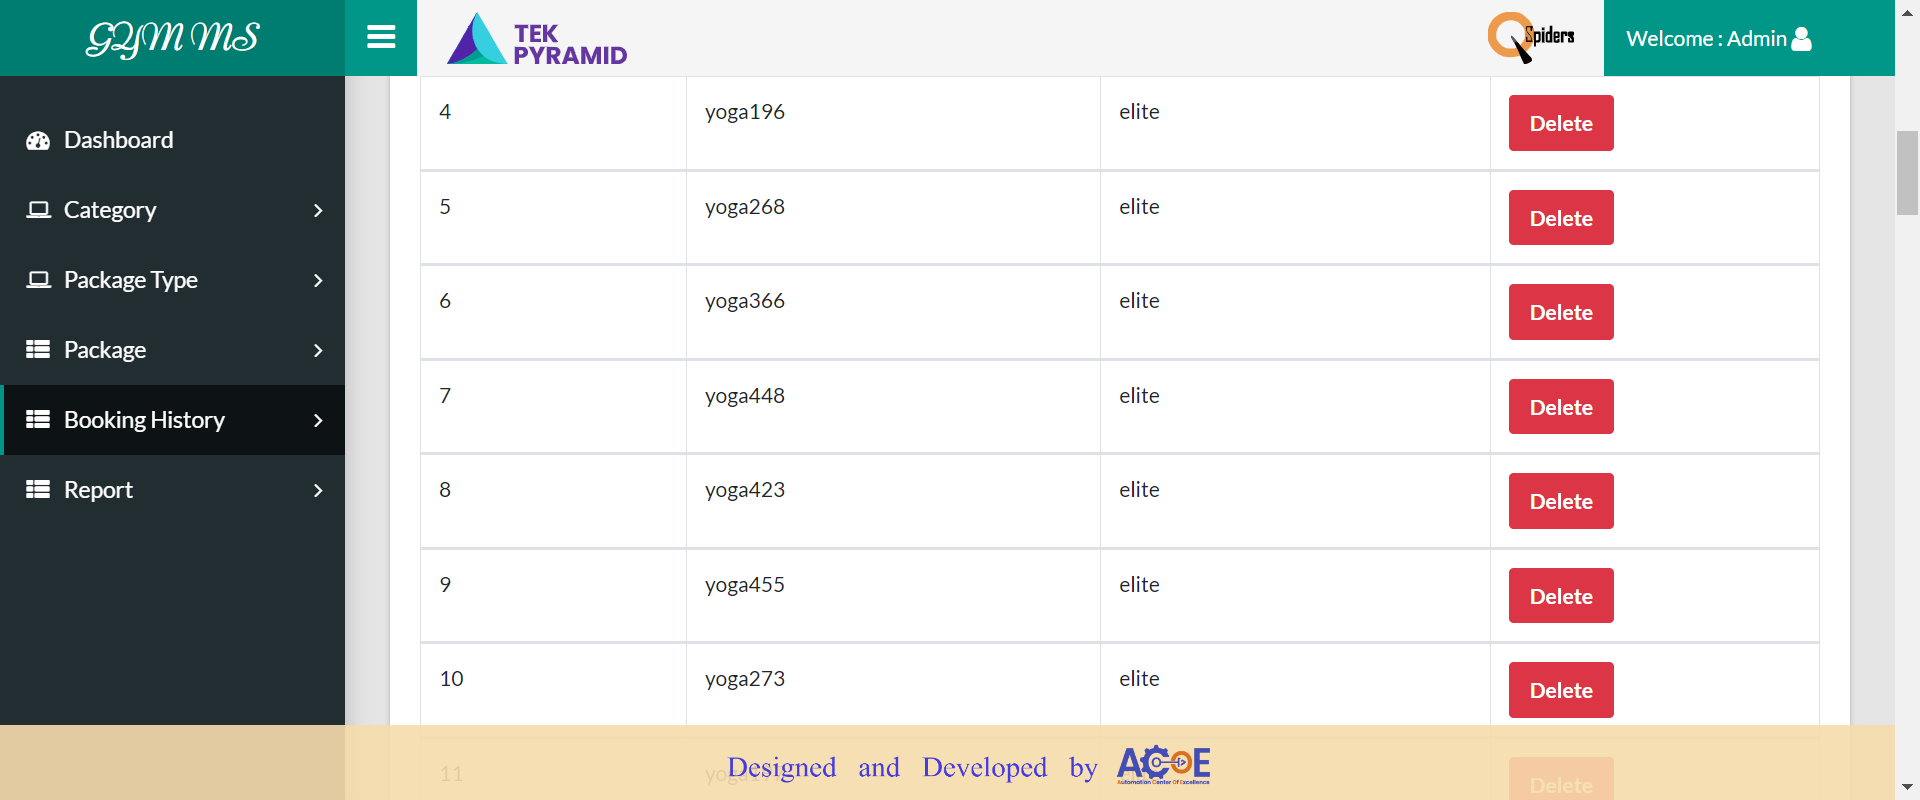 GYM MS
TEK
PYRAMID
Spiders
Welcome : Admin
Dashboard
Category
Package Type
Package
Booking History
Report
4 yoga196 elite Delete
5 yoga268 elite Delete
6 yoga366 elite Delete
7 yoga448 elite Delete
8 yoga423 elite Delete
9 yoga455 elite Delete
10 yoga273 elite Delete
11 Delete
Designed and Developed by ACOE
Automation Center Of Excellence